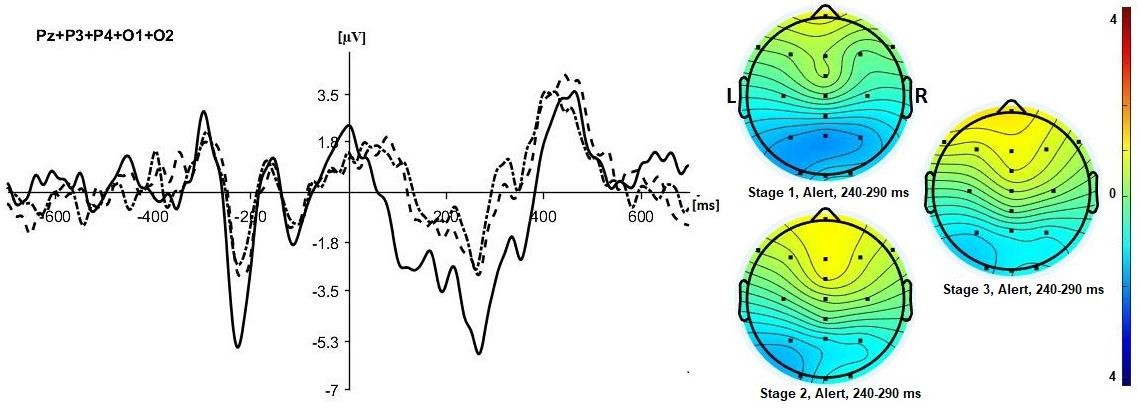 Pz+P3+P4+O1+O2
[μV]
3.5
1.8
-600 -400 -200 200 400 600 [ms]
-1.8
-3.5
-5.3
-7
L R
Stage 1, Alert, 240-290 ms
Stage 2, Alert, 240-290 ms
Stage 3, Alert, 240-290 ms
4
0
4